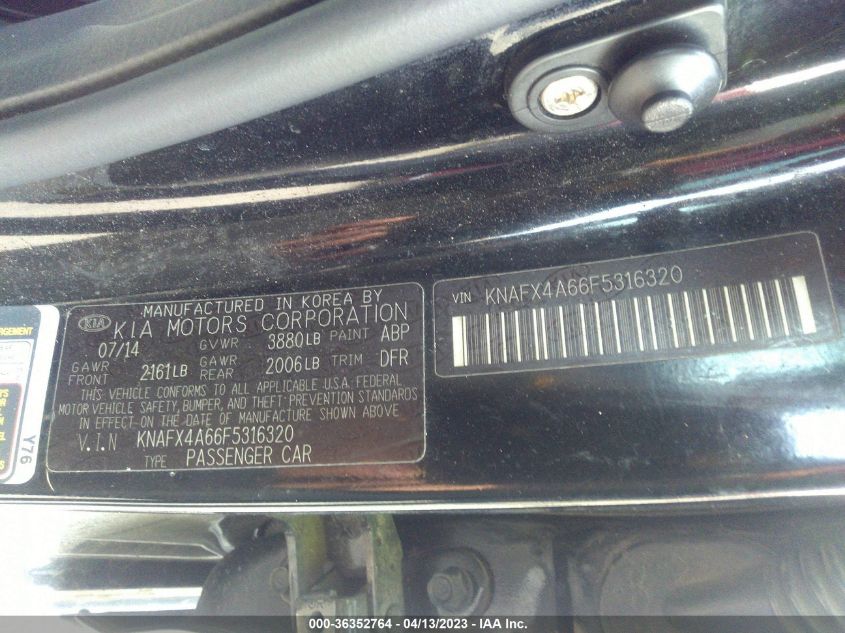 MANUFACTURED IN KOREA BY
KIA KIA MOTORS CORPORATION
07/14 GVWR 3880LB PAINT ABP
GAWR FRONT 2161LB GAWR REAR 2006LB TRIM DFR
THIS VEHICLE CONFORMS TO ALL APPLICABLE U.S.A. FEDERAL
MOTOR VEHICLE SAFETY, BUMPER, AND THEFT PREVENTION STANDARDS
IN EFFECT ON THE DATE OF MANUFACTURE SHOWN ABOVE
V.I.N KNAFX4A66F5316320
TYPE PASSENGER CAR
VIN KNAFX4A66F5316320
Y76
000-36352764 - 04/13/2023 - IAA Inc.